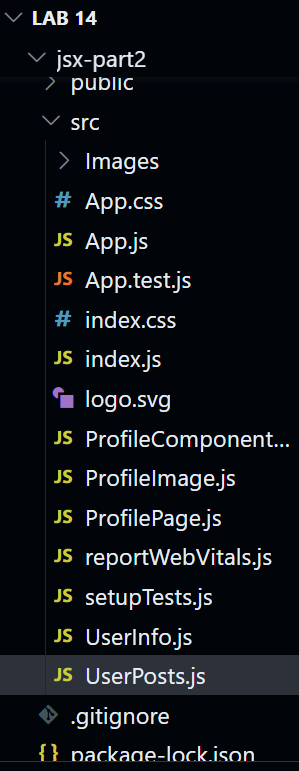 LAB 14
jsx-part2
public
src
Images
# App.css
JS App.js
JS App.test.js
# index.css
JS index.js
logo.svg
JS ProfileComponent...
JS ProfileImage.js
JS ProfilePage.js
JS reportWebVitals.js
JS setupTests.js
JS UserInfo.js
JS UserPosts.js
.gitignore
{} package-lock.json